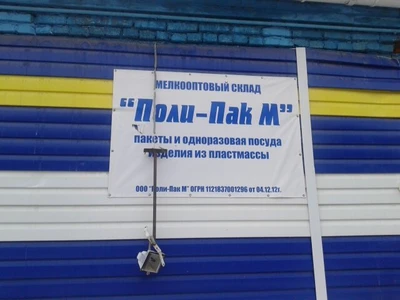 МЕЛКООПТОВЫЙ СКЛАД
"Поли-Пак М"
пакеты и одноразовая посуда
изделия из пластмассы
ООО "Поли-Пак М" ОГРН 1121837001296 от 04.12.12г.